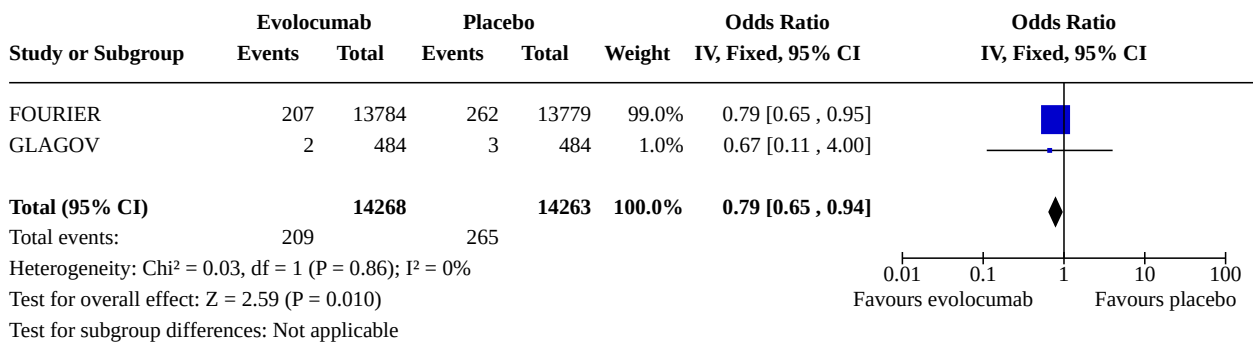 Evolocumab Placebo Odds Ratio Odds Ratio
Study or Subgroup Events Total Events Total Weight IV, Fixed, 95% CI IV, Fixed, 95% CI
FOURIER 207 13784 262 13779 99.0% 0.79 [0.65 , 0.95]
GLAGOV 2 484 3 484 1.0% 0.67 [0.11 , 4.00]
Total (95% CI) 14268 14263 100.0% 0.79 [0.65 , 0.94]
Total events: 209 265
Heterogeneity: Chi² = 0.03, df = 1 (P = 0.86); I² = 0%
0.01 0.1 1 10 100
Test for overall effect: Z = 2.59 (P = 0.010)
Favours evolocumab Favours placebo
Test for subgroup differences: Not applicable